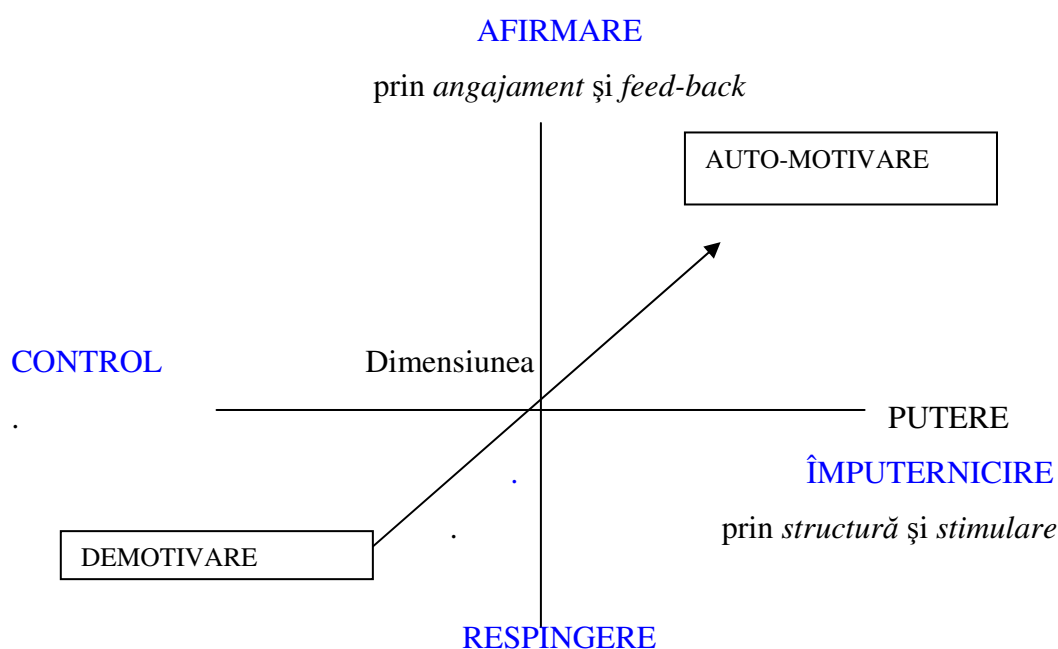 AFIRMARE
prin angajament şi feed-back
AUTO-MOTIVARE
CONTROL Dimensiunea
. PUTERE
. ÎMPUTERNICIRE
. prin structură şi stimulare
DEMOTIVARE
RESPINGERE